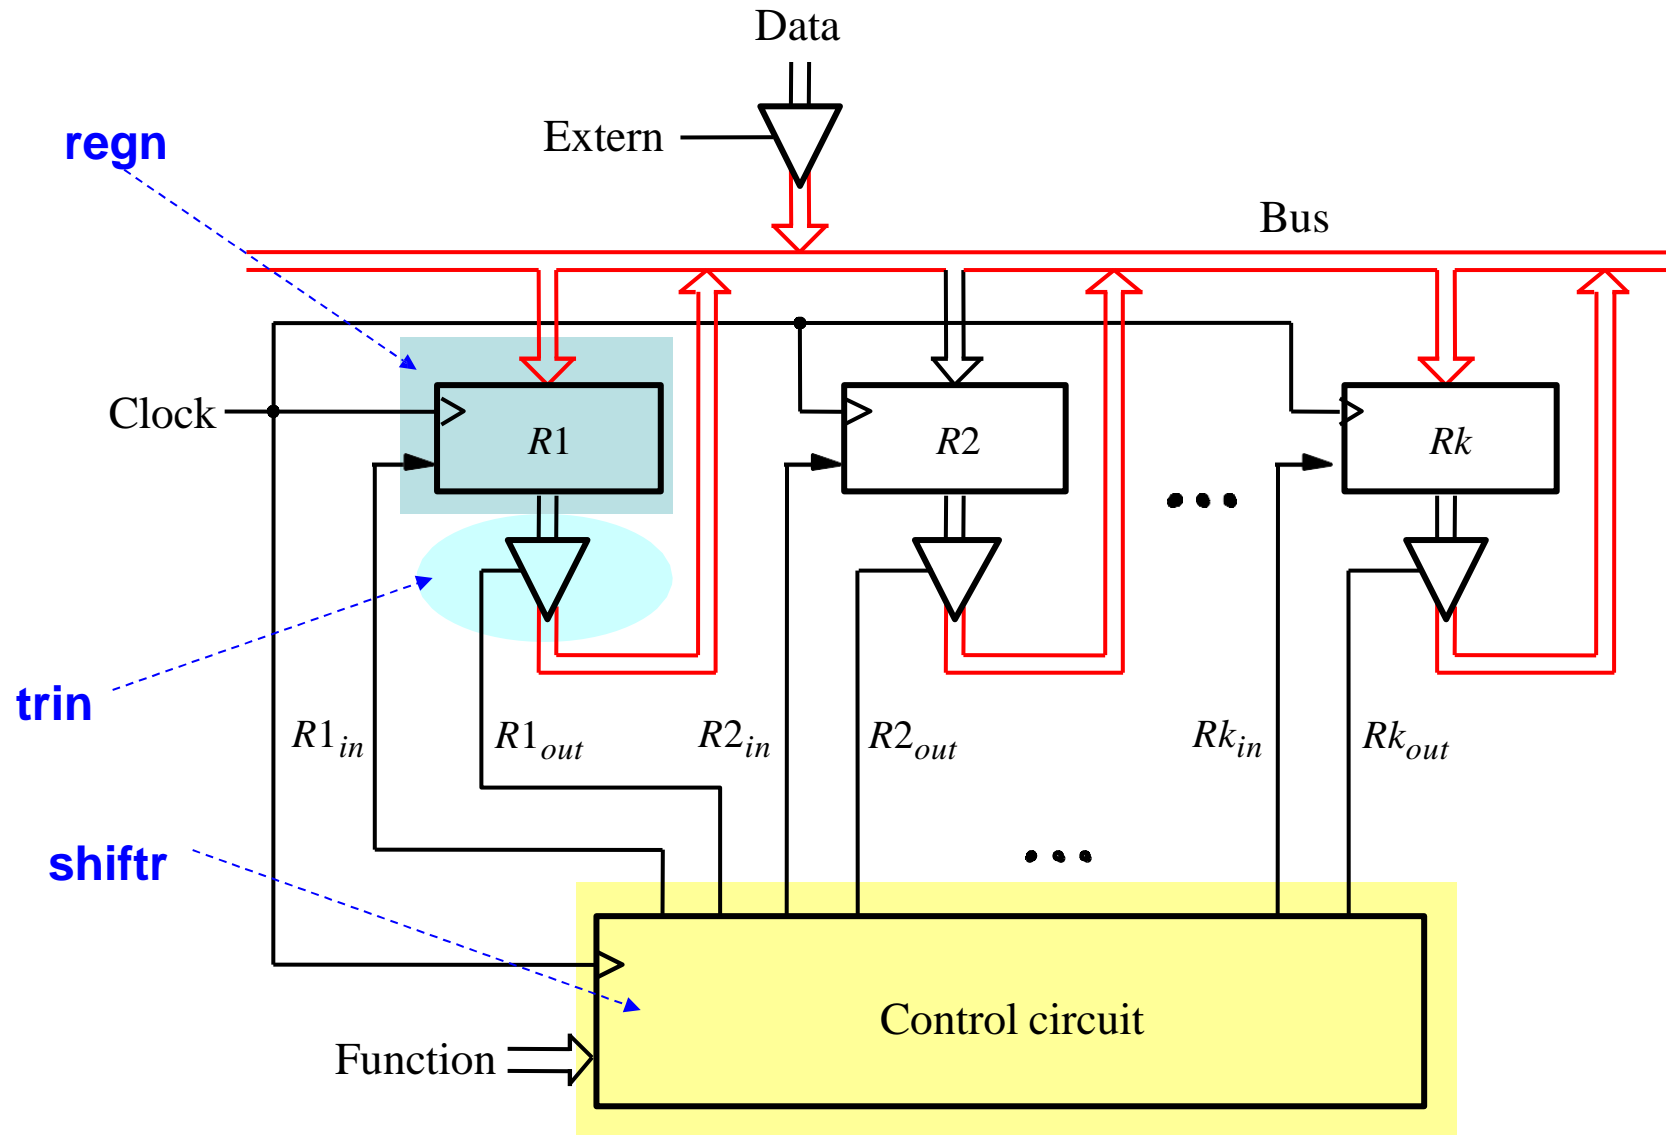 Data
Extern
regn
Bus
Clock
R1
R2
Rk
trin
R1in
R1out
R2in
R2out
Rkin
Rkout
shiftr
Control circuit
Function